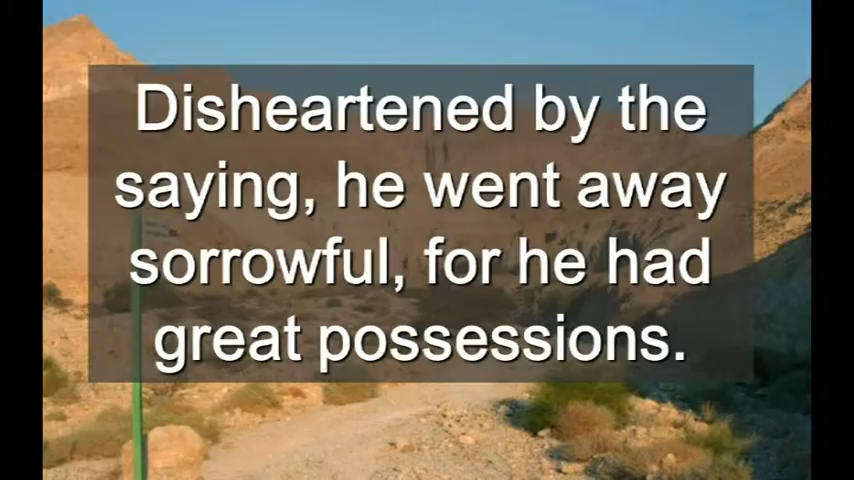 Disheartened by the
saying, he went away
sorrowful, for he had
great possessions.